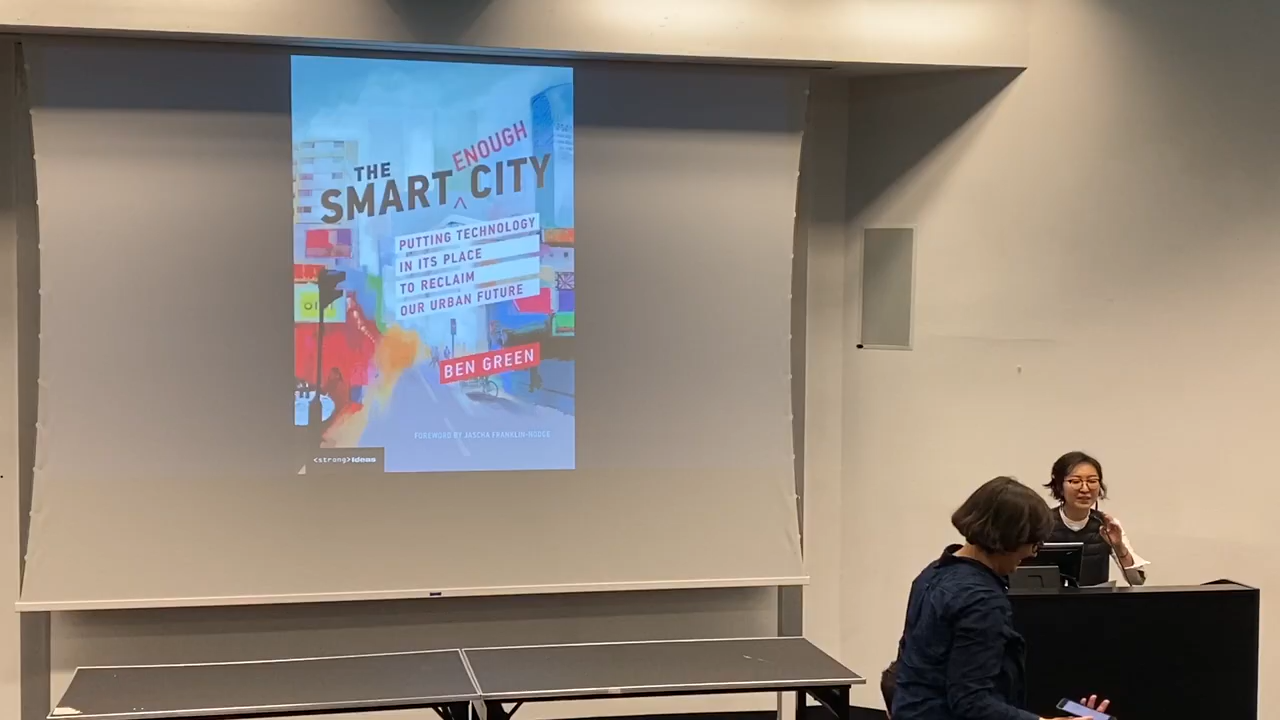 THE
ENOUGH
SMART ^ CITY
PUTTING TECHNOLOGY
IN ITS PLACE
TO RECLAIM
OUR URBAN FUTURE
BEN GREEN
FOREWORD BY JASCHA FRANKLIN-HODGE
<strong>ideas